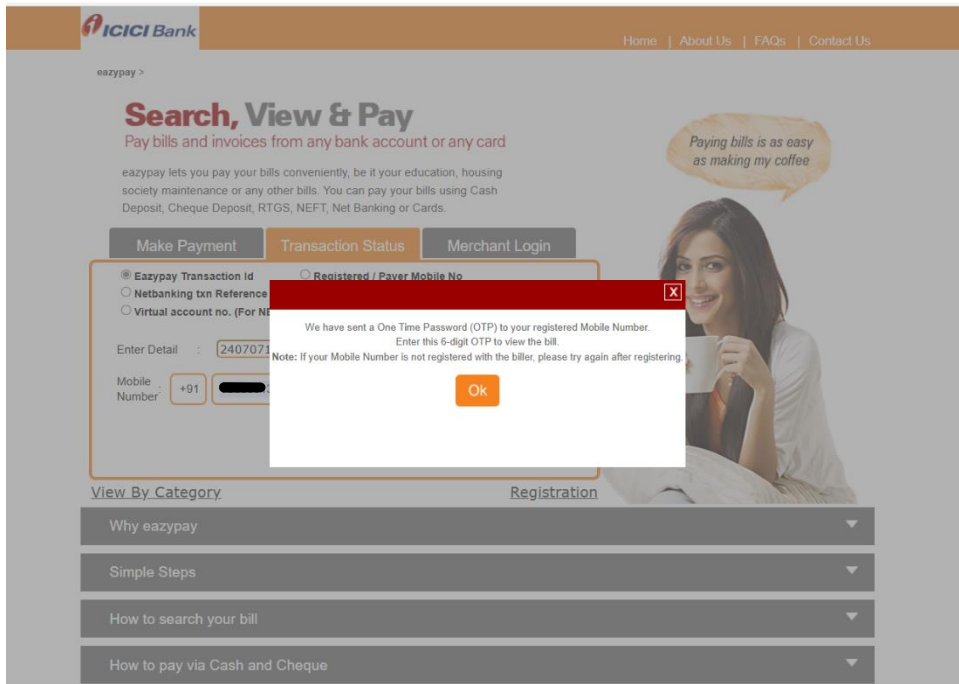 ICICI Bank
Home | About Us | FAQs | Contact Us
eazypay >
Search, View & Pay
Pay bills and invoices from any bank account or any card
Paying bills is as easy
as making my coffee
eazypay lets you pay your bills conveniently, be it your education, housing
society maintenance or any other bills. You can pay your bills using Cash
Deposit, Cheque Deposit, RTGS, NEFT, Net Banking or Cards.
Make Payment Transaction Status Merchant Login
Eazypay Transaction Id Registered / Payer Mobile No
Netbanking txn Reference
X
Virtual account no. (For
We have sent a One Time Password (OTP) to your registered Mobile Number.
Enter this 6-digit OTP to view the bill.
Note: If your Mobile Number is not registered with the biller, please try again after registering.
Enter Detail : 2407071
Mobile
Number : +91
Ok
View By Category Registration
Why eazypay
Simple Steps
How to search your bill
How to pay via Cash and Cheque